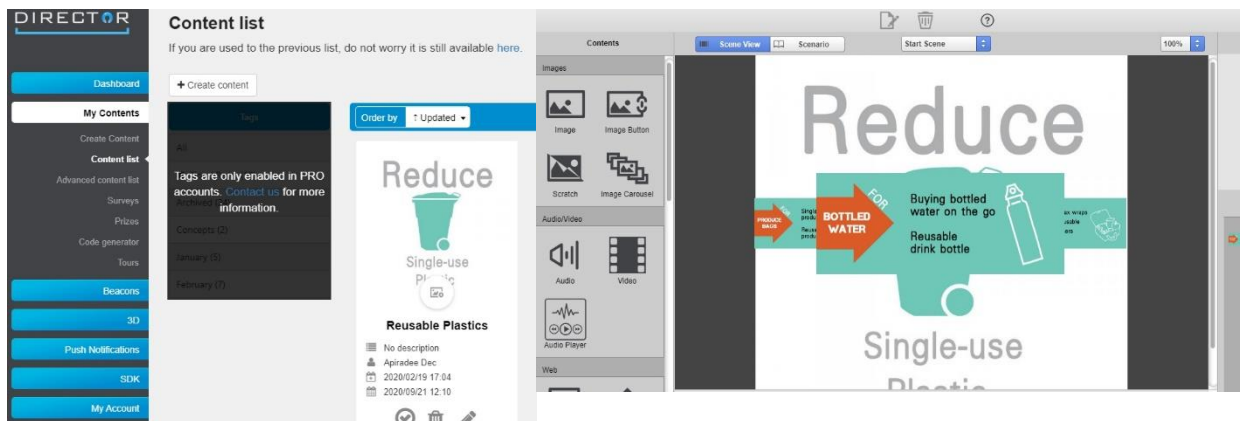 DIRECTOR
Dashboard
My Contents
Create Content
Content list
Advanced content list
Surveys
Prizes
Code generator
Tours
Beacons
3D
Push Notifications
SDK
My Account
Content list
If you are used to the previous list, do not worry it is still available here.
+ Create content
Tags
All
Tags are only enabled in PRO
accounts. Contact us for more
information.
Concepts (2)
January (5)
February (7)
Order by ↑ Updated
Reduce
Single-use
Reusable Plastics
No description
Apiradee Dec
2020/02/19 17:04
2020/09/21 12:10
Contents
Images
Image
Image Button
Scratch
Image Carousel
Audio/Video
Audio
Video
Audio Player
Web
Scene View
Scenario
Start Scene
100%
Reduce
PRODUCE
BAGS
FOR
BOTTLED
WATER
FOR
Buying bottled
water on the go
Reusable
drink bottle
Single-use
Plastic